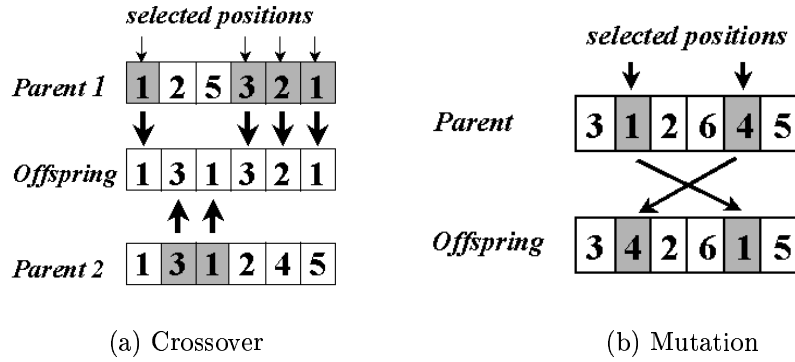 selected positions
Parent 1 1 2 5 3 2 1
Offspring 1 3 1 3 2 1
Parent 2 1 3 1 2 4 5
(a) Crossover
selected positions
Parent 3 1 2 6 4 5
Offspring 3 4 2 6 1 5
(b) Mutation